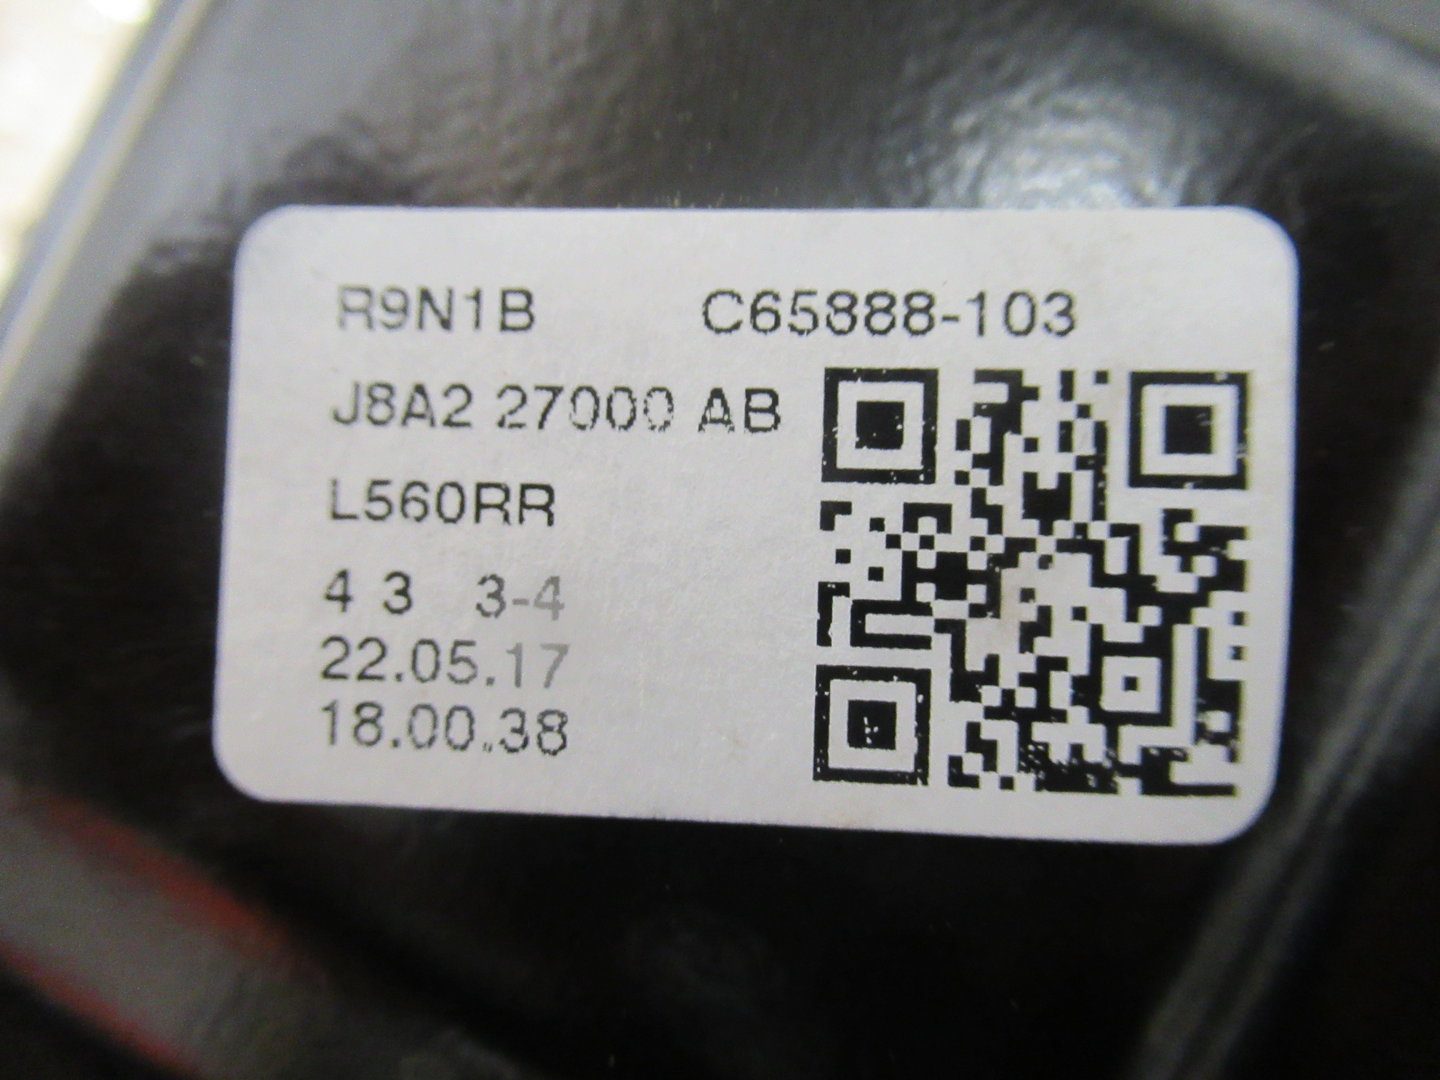 R9N1B C65888-103
J8A2 27000 AB
L560RR
4 3 3-4
22.05.17
18.00.38